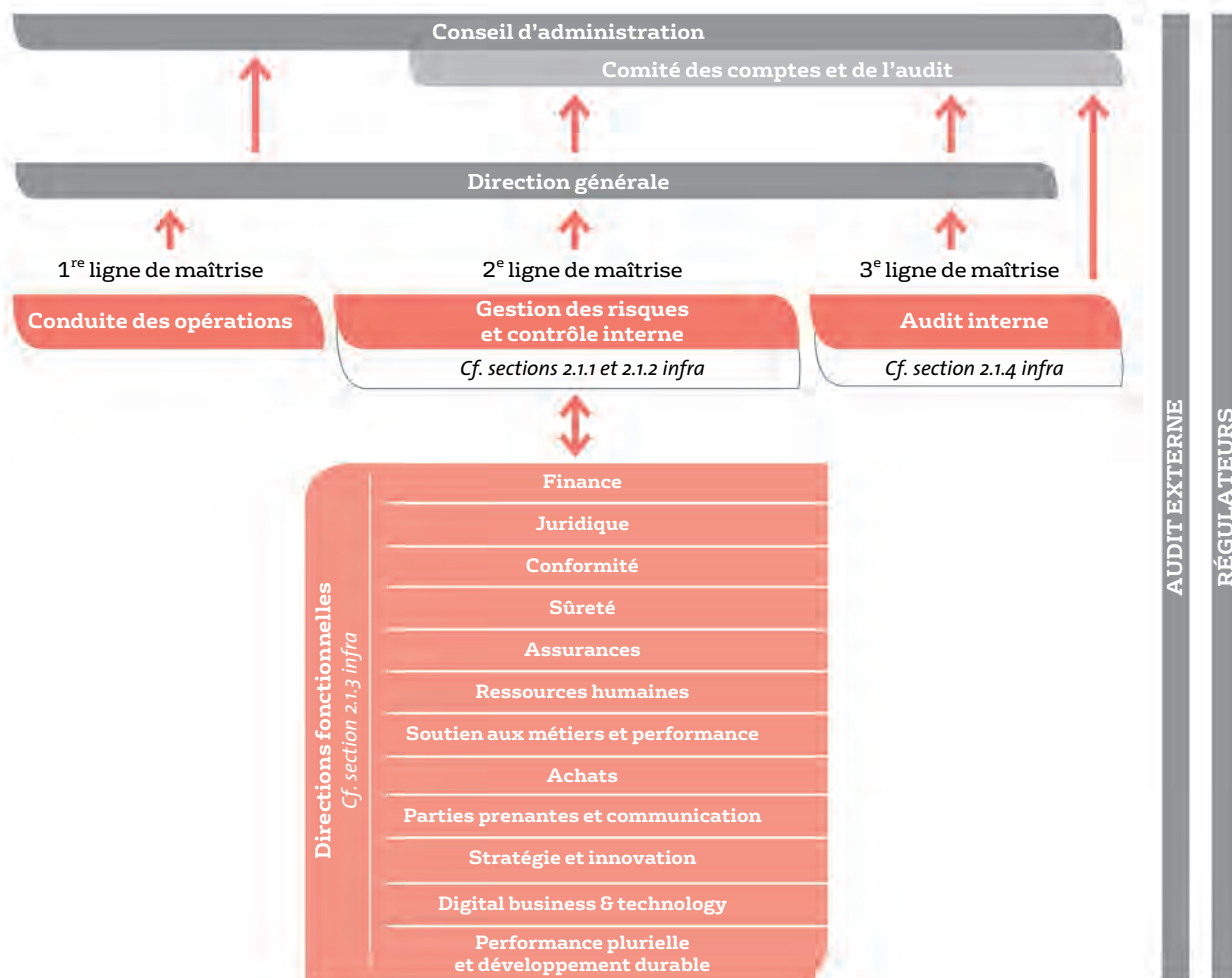 Conseil d'administration
Comité des comptes et de l'audit
Direction générale
1re ligne de maîtrise
2e ligne de maîtrise
3e ligne de maîtrise
Conduite des opérations
Gestion des risques
et contrôle interne
Audit interne
Cf. sections 2.1.1 et 2.1.2 infra
Cf. section 2.1.4 infra
Directions fonctionnelles
Cf. section 2.1.3 infra
Finance
Juridique
Conformité
Sûreté
Assurances
Ressources humaines
Soutien aux métiers et performance
Achats
Parties prenantes et communication
Stratégie et innovation
Digital business & technology
Performance plurielle
et développement durable
AUDIT EXTERNE
RÉGULATEURS